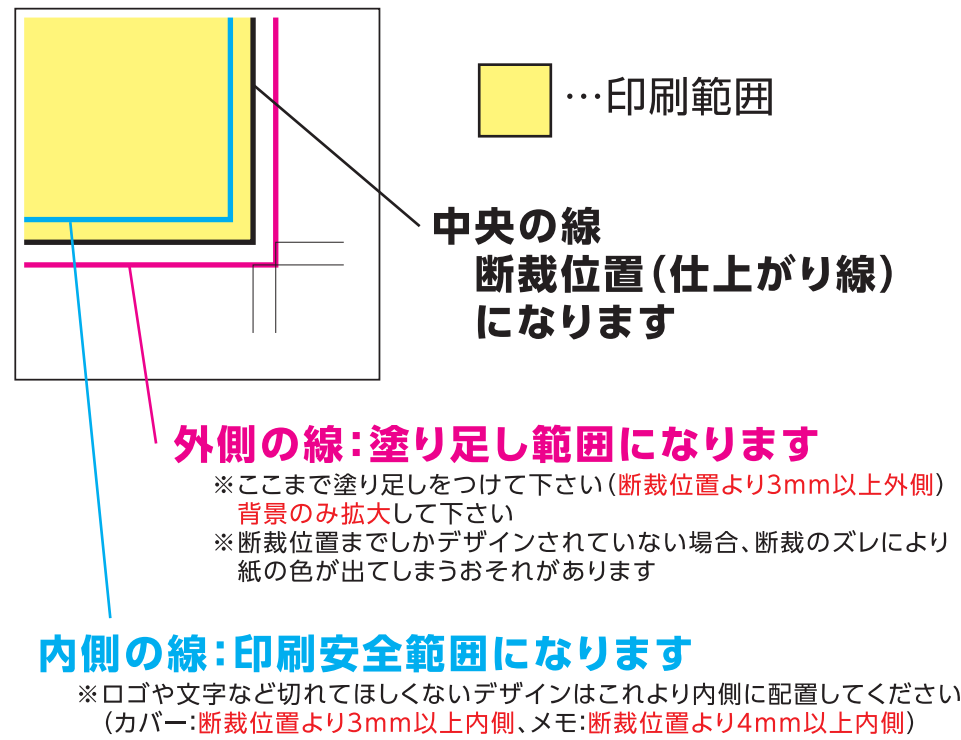 …印刷範囲
中央の線
断裁位置（仕上がり線）
になります
外側の線：塗り足し範囲になります
※ここまで塗り足しをつけて下さい（断裁位置より3mm以上外側）
背景のみ拡大して下さい
※断裁位置までしかデザインされていない場合、断裁のズレにより
紙の色が出てしまうおそれがあります
内側の線：印刷安全範囲になります
※ロゴや文字など切れてほしくないデザインはこれより内側に配置してください
（カバー：断裁位置より3mm以上内側、メモ：断裁位置より4mm以上内側）